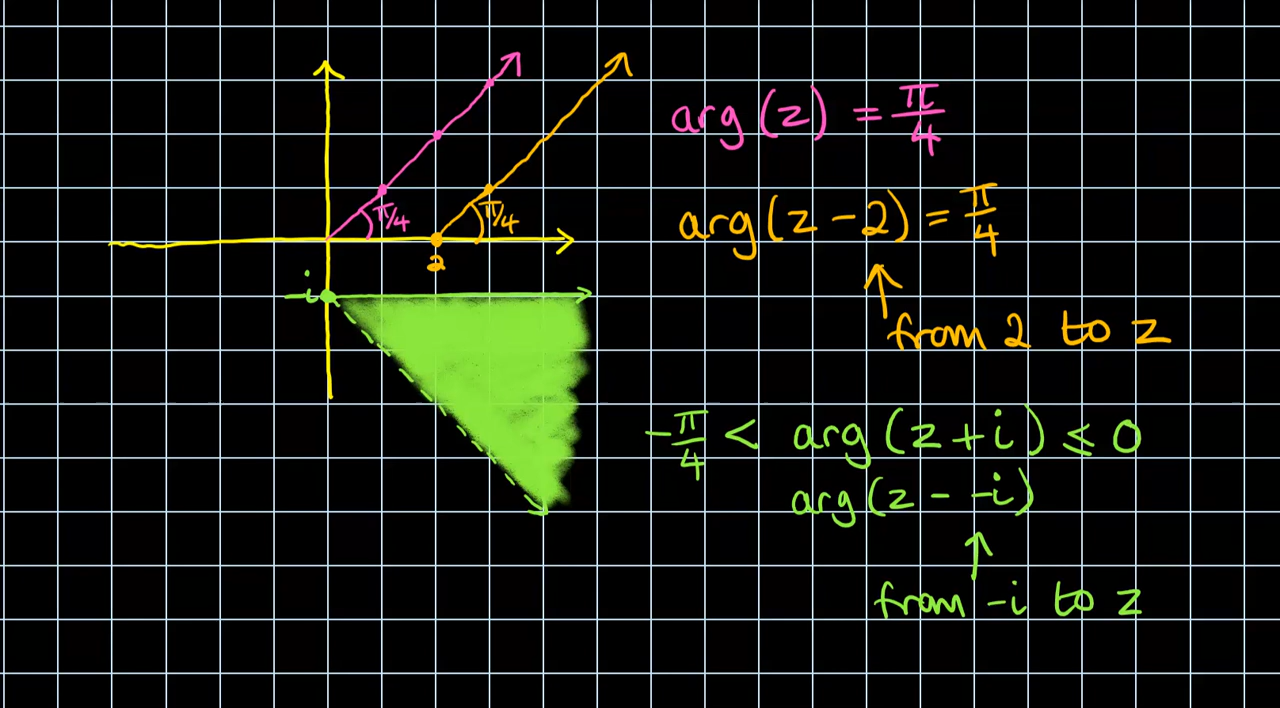 arg(z) = π/4
π/4
π/4
arg(z-2) = π/4
2
-i
from 2 to z
-π/4 < arg(z+i) ≤ 0
arg(z - -i)
from -i to z